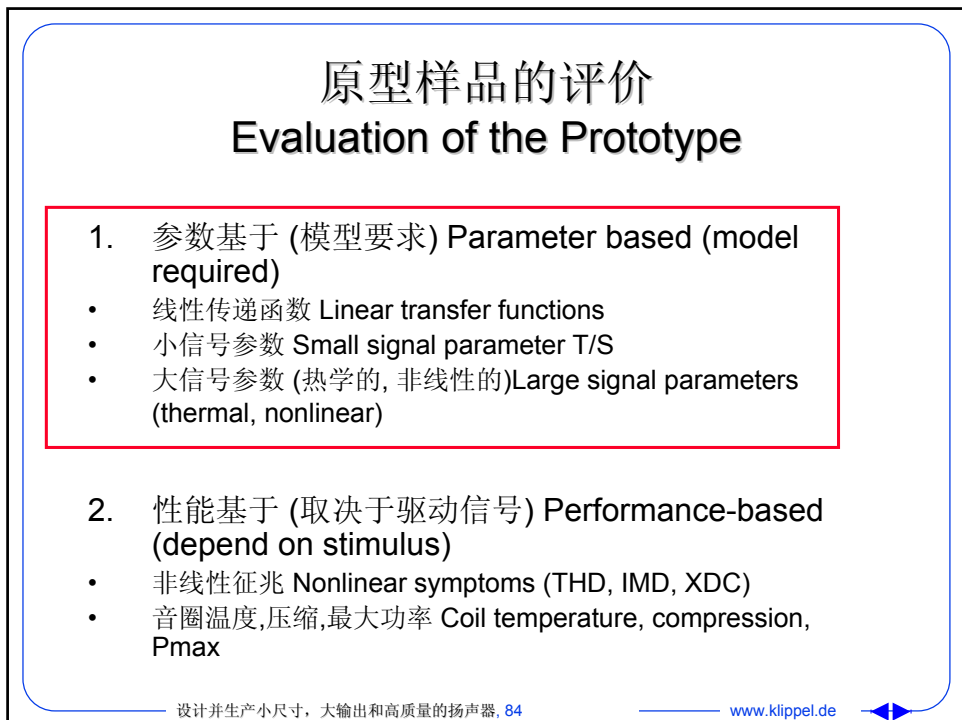 原型样品的评价
Evaluation of the Prototype
1. 参数基于 (模型要求) Parameter based (model
required)
• 线性传递函数 Linear transfer functions
• 小信号参数 Small signal parameter T/S
• 大信号参数 (热学的, 非线性的)Large signal parameters
(thermal, nonlinear)
2. 性能基于 (取决于驱动信号) Performance-based
(depend on stimulus)
• 非线性征兆 Nonlinear symptoms (THD, IMD, XDC)
• 音圈温度,压缩,最大功率 Coil temperature, compression,
Pmax
设计并生产小尺寸，大输出和高质量的扬声器, 84 www.klippel.de